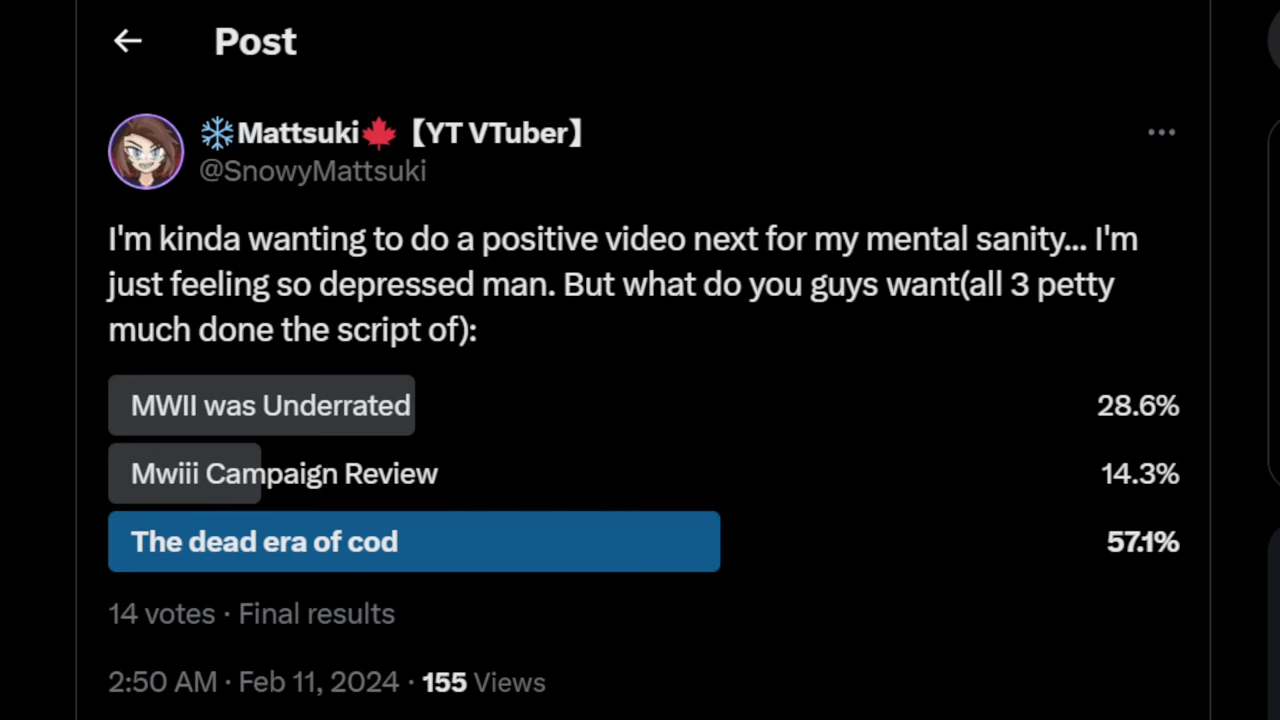 Post
❄Mattsuki🍁【YT VTuber】
@SnowyMattsuki
I'm kinda wanting to do a positive video next for my mental sanity... I'm
just feeling so depressed man. But what do you guys want(all 3 petty
much done the script of):
MWII was Underrated 28.6%
Mwiii Campaign Review 14.3%
The dead era of cod 57.1%
14 votes · Final results
2:50 AM · Feb 11, 2024 · 155 Views